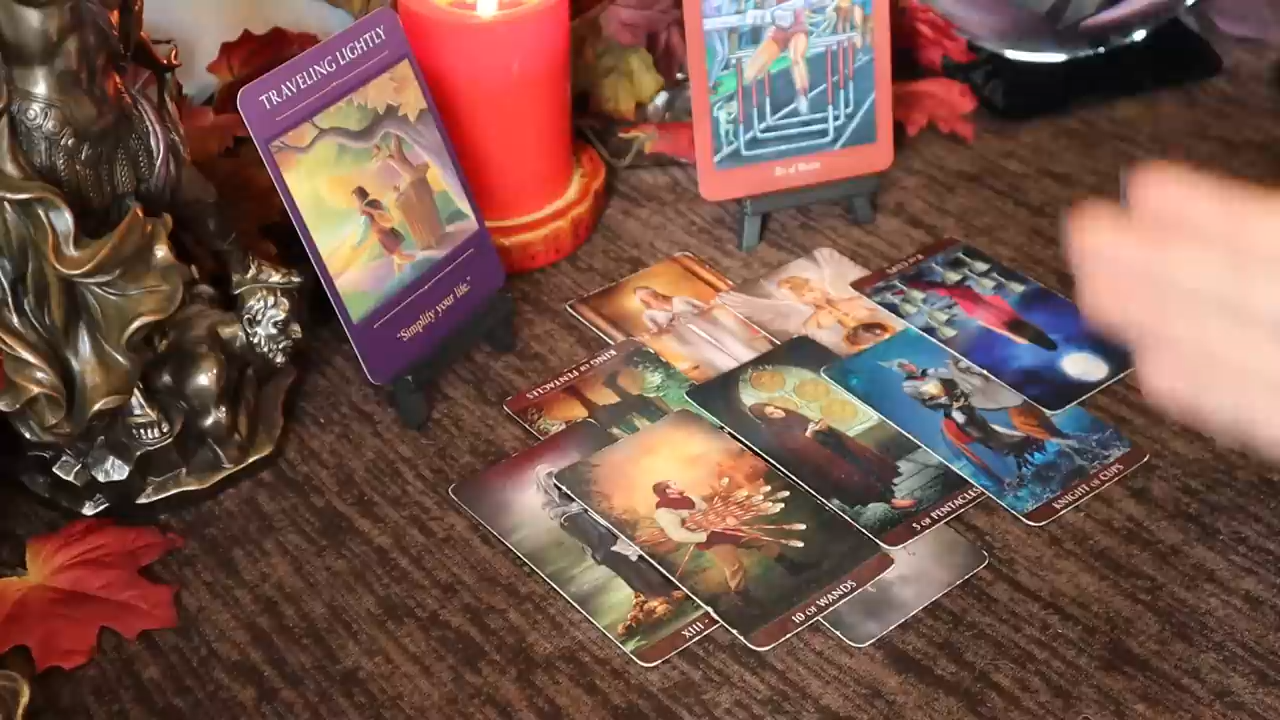 TRAVELING LIGHTLY
"Simplify your life."
KING OF PENTACLES
KNIGHT OF CUPS
5 OF PENTACLES
10 OF WANDS
XIII -